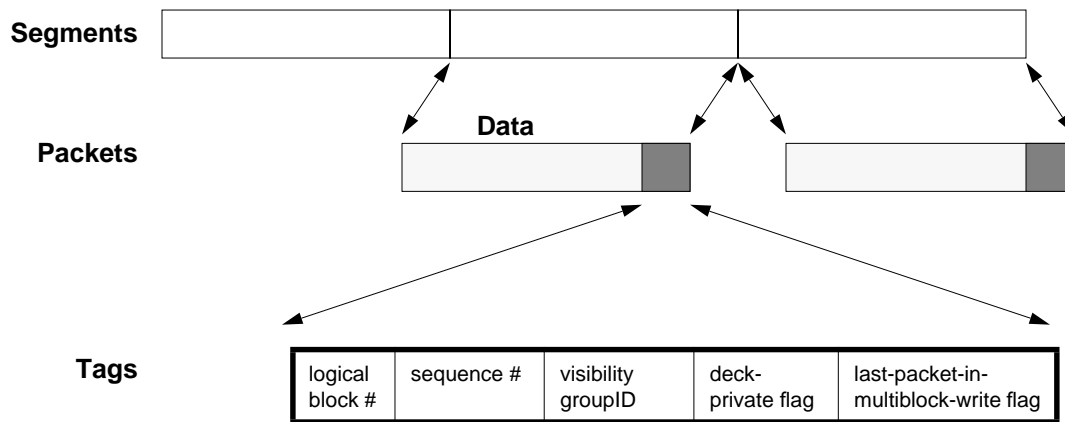 Segments
Data
Packets
Tags
logical
block #
sequence #
visibility
groupID
deck-
private flag
last-packet-in-
multiblock-write flag